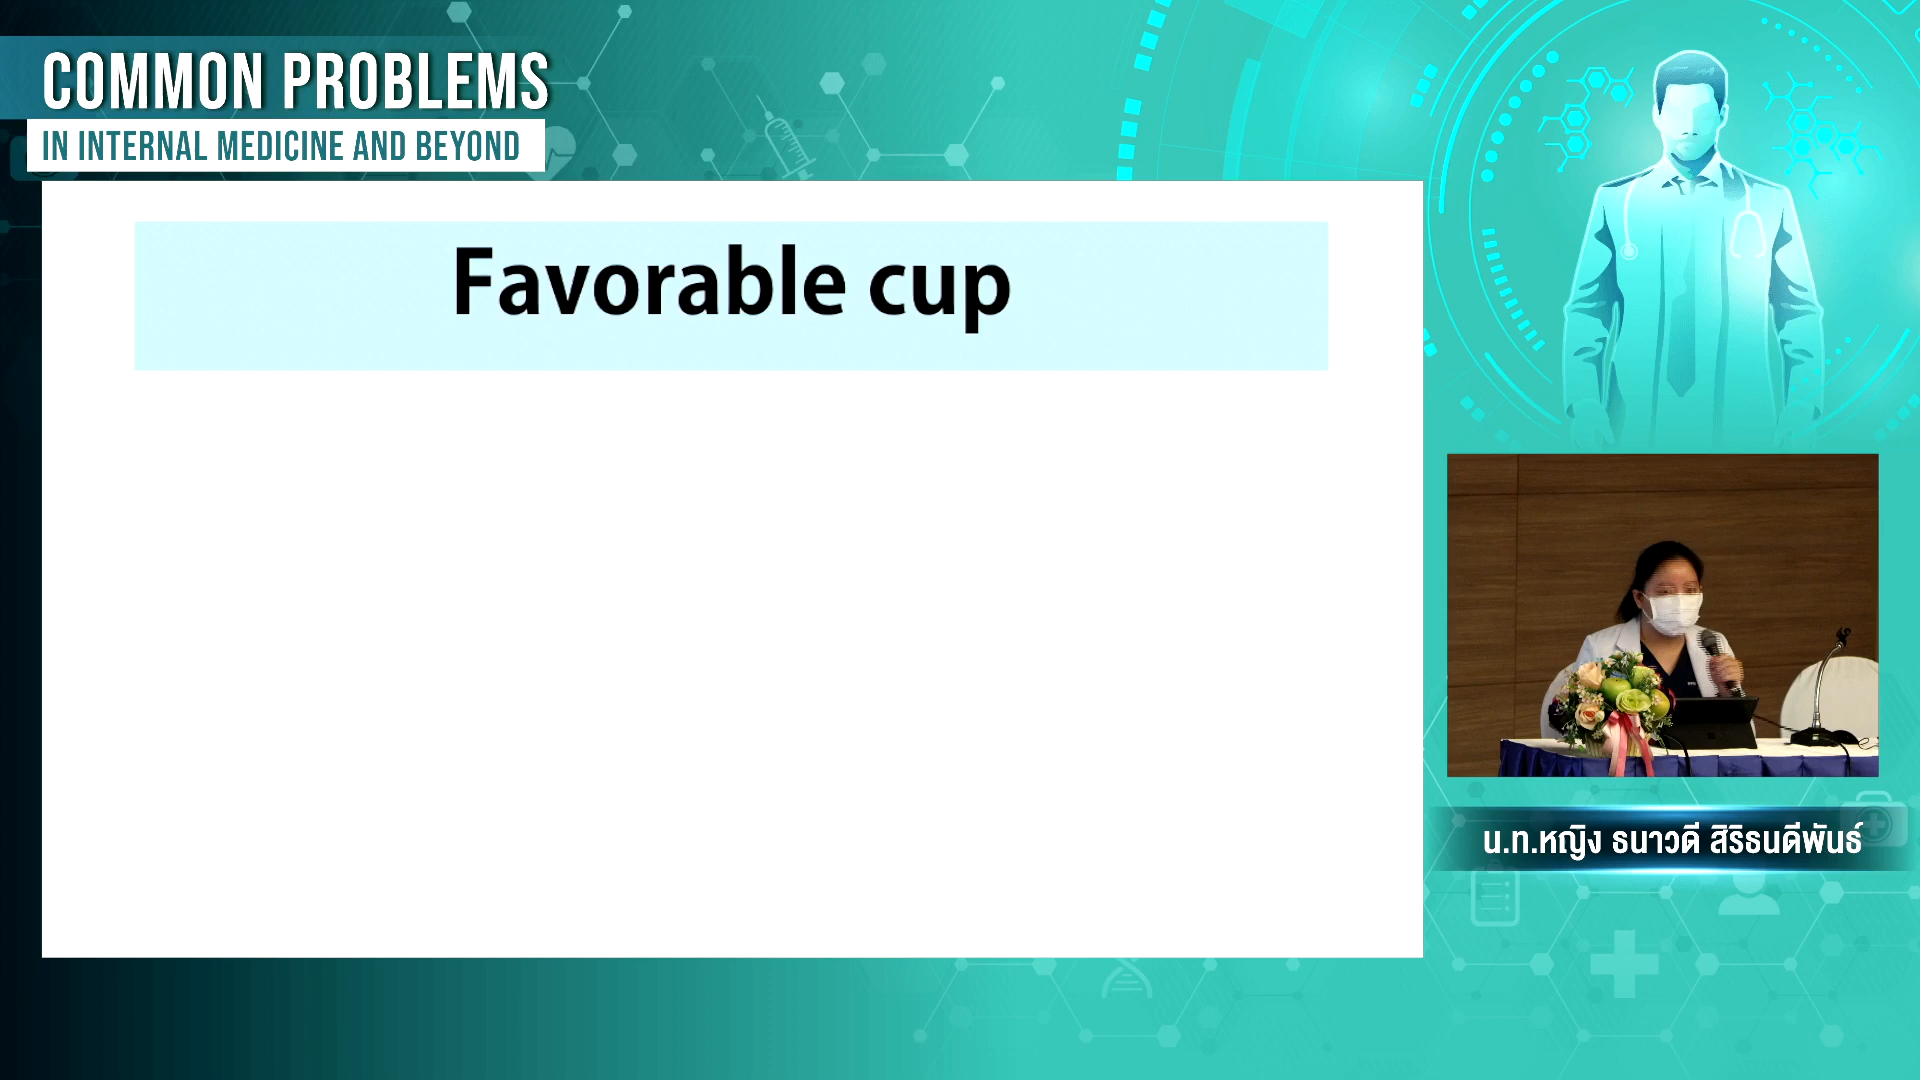 COMMON PROBLEMS
IN INTERNAL MEDICINE AND BEYOND
Favorable cup
น.ท.หญิง ธนาวดี สิริธนดีพันธ์